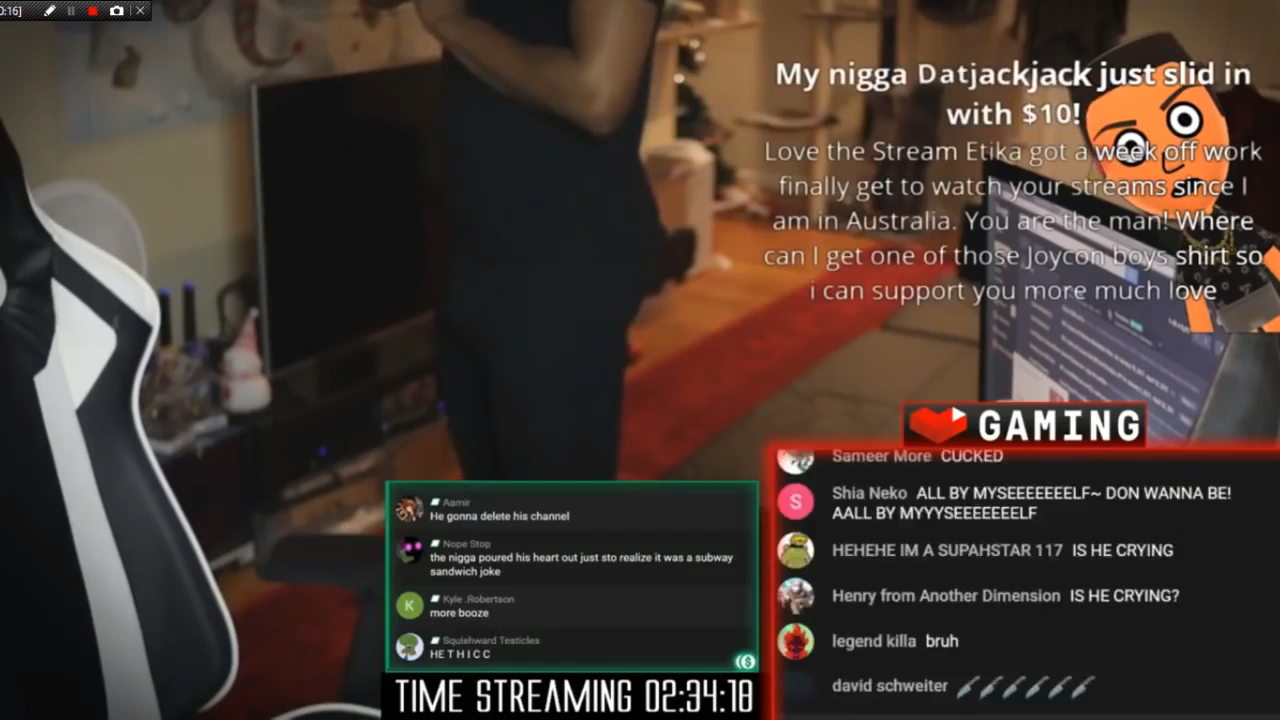 0:16]
My nigga Datjackjack just slid in
with $10!
Love the Stream Etika got a week off work
finally get to watch your streams since I
am in Australia. You are the man! Where
can I get one of those Joycon boys shirt so
i can support you more much love
GAMING
Sameer More CUCKED
Shia Neko ALL BY MYSEEEEEEELF~ DON WANNA BE!
AALL BY MYYYSEEEEEEELF
HEHEHE IM A SUPAHSTAR 117 IS HE CRYING
Henry from Another Dimension IS HE CRYING?
legend killa bruh
david schweiter
S
Aamir
He gonna delete his channel
Nope Stop
the nigga poured his heart out just sto realize it was a subway
sandwich joke
K
Kyle .Robertson
more booze
Squishward Testicles
HE T H I C C
TIME STREAMING 02:34:18